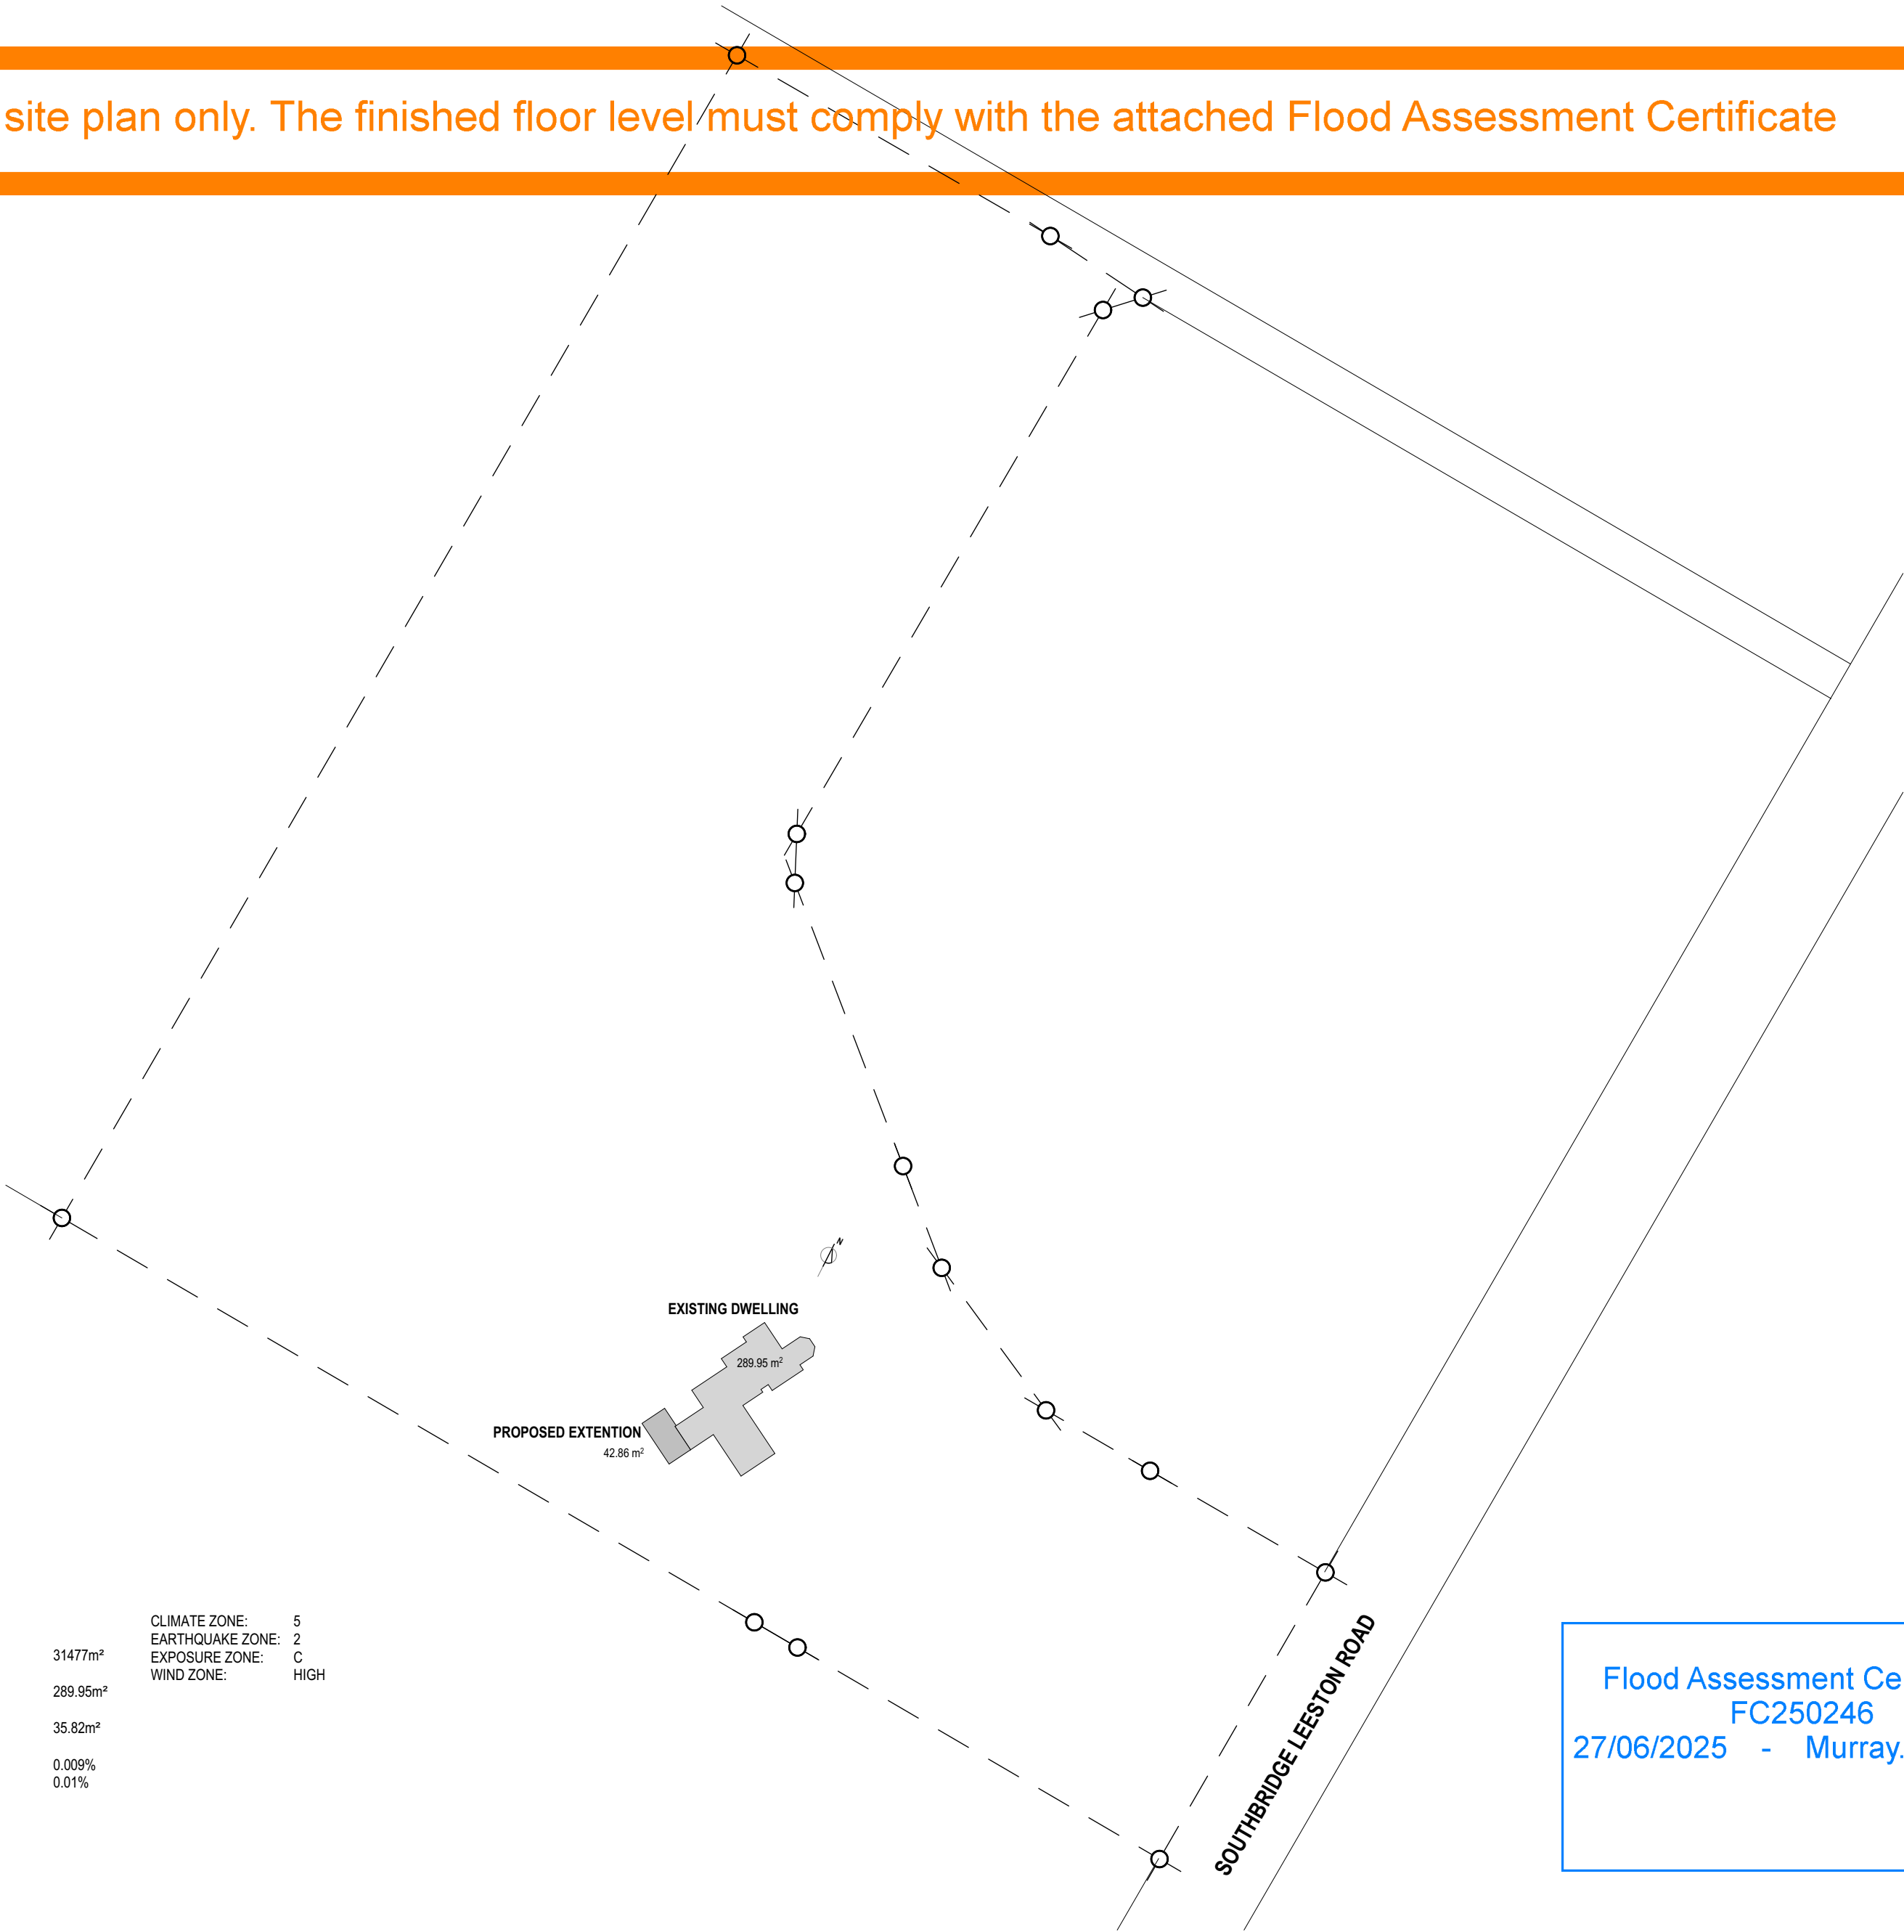 site plan only. The finished floor level must comply with the attached Flood Assessment Certificate
N
EXISTING DWELLING
289.95 m²
PROPOSED EXTENTION
42.86 m²
31477m²
289.95m²
35.82m²
0.009%
0.01%
CLIMATE ZONE: 5
EARTHQUAKE ZONE: 2
EXPOSURE ZONE: C
WIND ZONE: HIGH
SOUTHBRIDGE LEESTON ROAD
Flood Assessment Ce
FC250246
27/06/2025 - Murray.